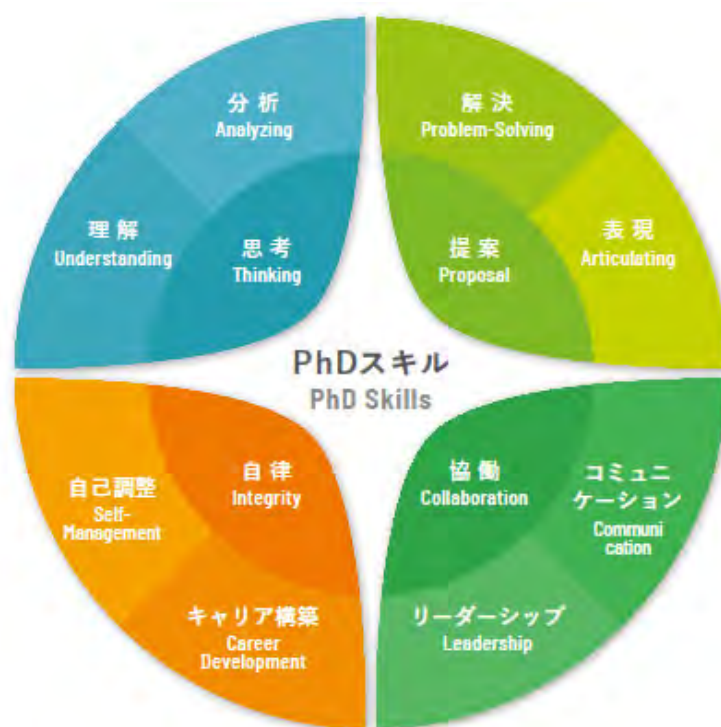 分析
Analyzing
理解
Understanding
思考
Thinking
解決
Problem-Solving
表現
Articulating
提案
Proposal
PhDスキル
PhD Skills
自律
Integrity
自己調整
Self-
Management
キャリア構築
Career
Development
協働
Collaboration
コミュニ
ケーション
Communi
cation
リーダーシップ
Leadership